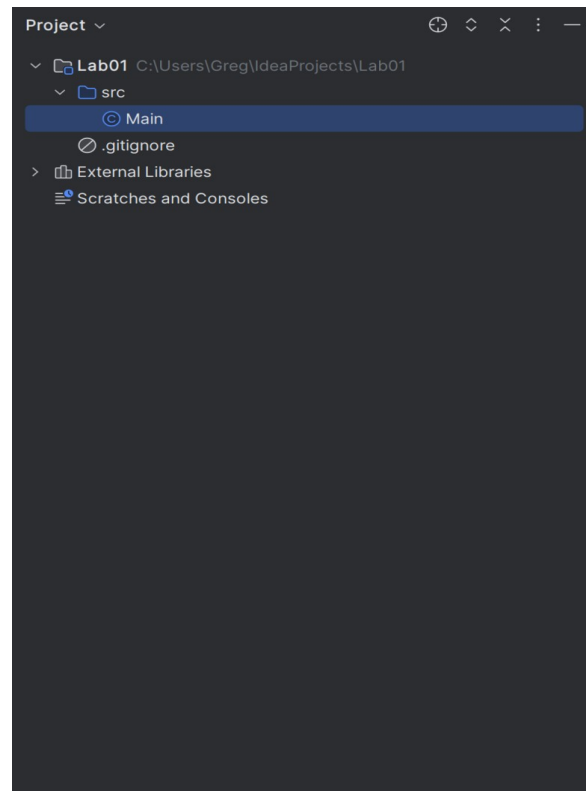 Project
Lab01 C:\Users\Greg\IdeaProjects\Lab01
src
Main
.gitignore
External Libraries
Scratches and Consoles